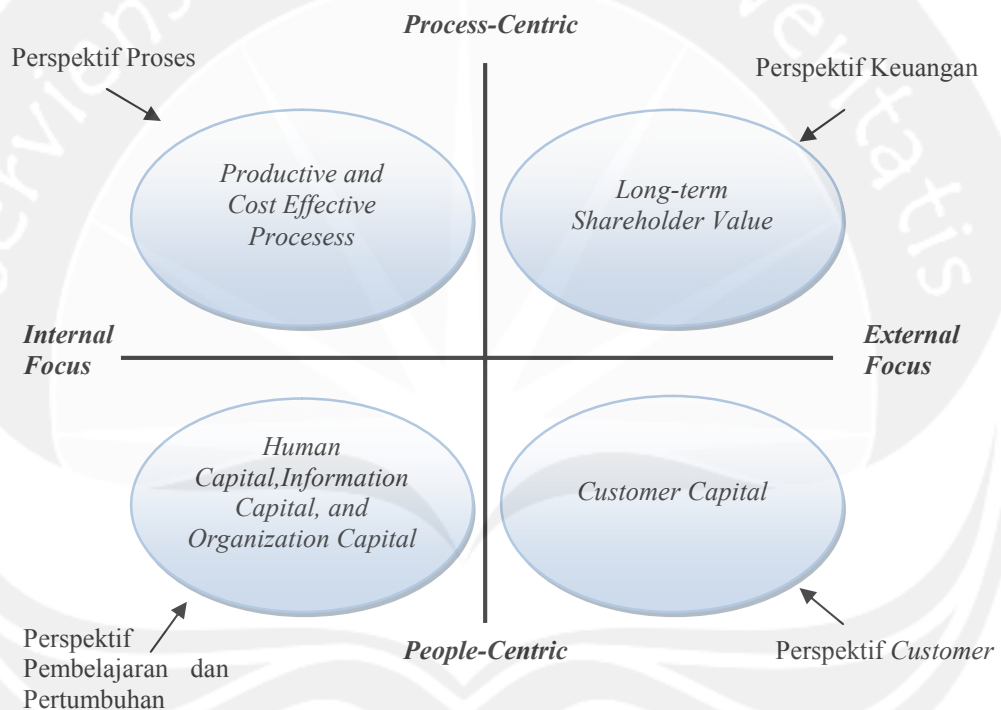 Process-Centric
Perspektif Proses
Perspektif Keuangan
Productive and
Cost Effective
Procesess
Long-term
Shareholder Value
Internal
Focus
External
Focus
Human
Capital,Information
Capital, and
Organization Capital
Customer Capital
Perspektif
Pembelajaran dan
Pertumbuhan
People-Centric
Perspektif Customer